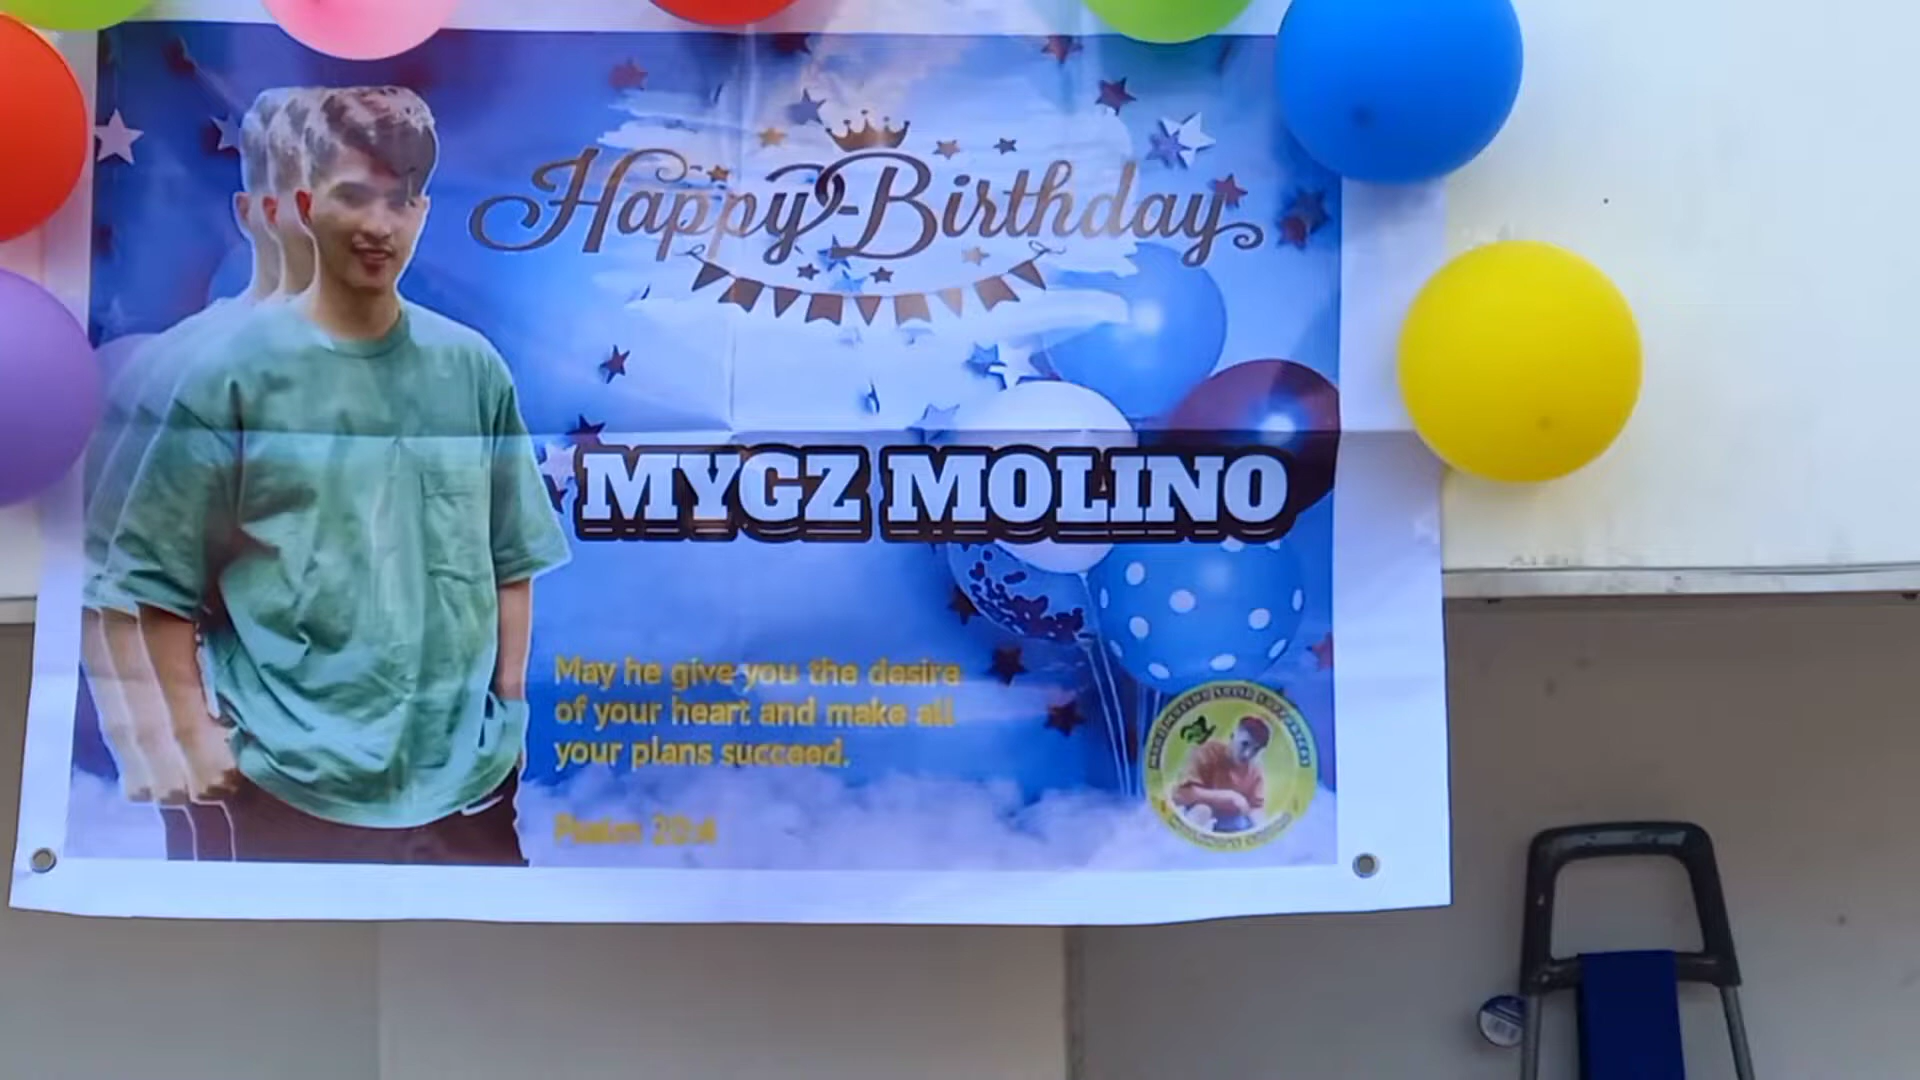 Happy Birthday
MYGZ MOLINO
May he give you the desire
of your heart and make all
your plans succeed.
Psalm 20:4